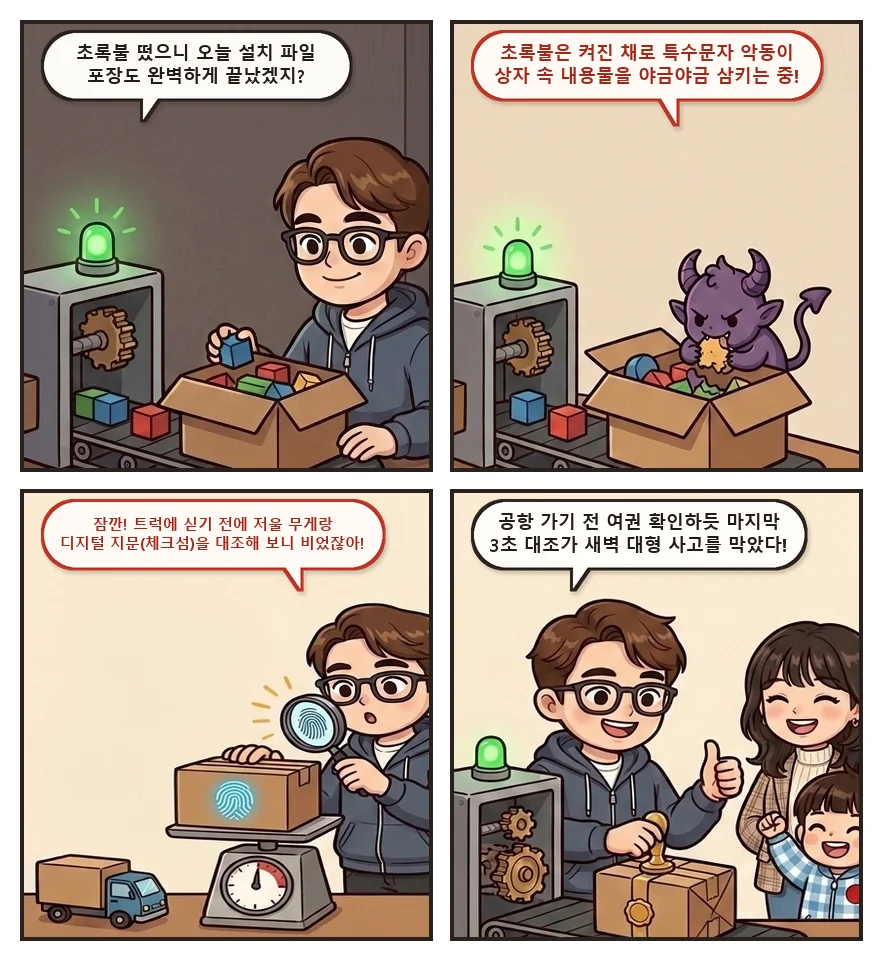 초록불 떴으니 오늘 설치 파일
포장도 완벽하게 끝났겠지?
초록불은 켜진 채로 특수문자 악동이
상자 속 내용물을 야금야금 삼키는 중!
잠깐! 트럭에 싣기 전에 저울 무게랑
디지털 지문(체크섬)을 대조해 보니 비었잖아!
공항 가기 전 여권 확인하듯 마지막
3초 대조가 새벽 대형 사고를 막았다!